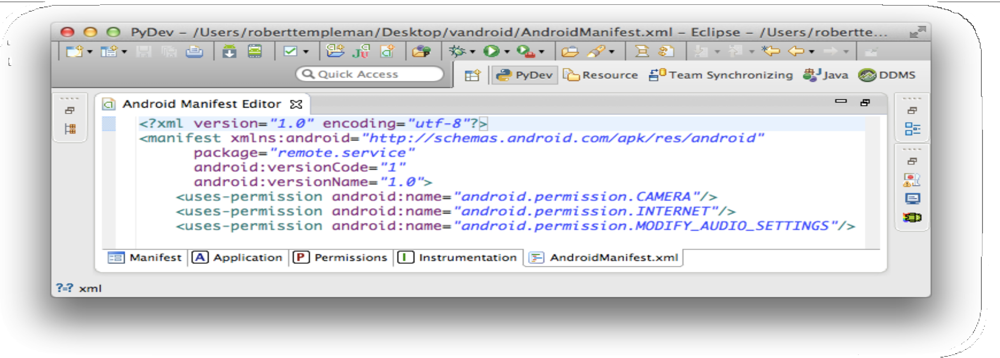 PyDev – /Users/roberttempleman/Desktop/vandroid/AndroidManifest.xml – Eclipse – /Users/robertte...
Quick Access
PyDev Resource Team Synchronizing Java DDMS
Android Manifest Editor
<?xml version="1.0" encoding="utf-8"?>
<manifest xmlns:android="http://schemas.android.com/apk/res/android"
package="remote.service"
android:versionCode="1"
android:versionName="1.0">
<uses-permission android:name="android.permission.CAMERA"/>
<uses-permission android:name="android.permission.INTERNET"/>
<uses-permission android:name="android.permission.MODIFY_AUDIO_SETTINGS"/>
Manifest A Application P Permissions I Instrumentation AndroidManifest.xml
?=? xml